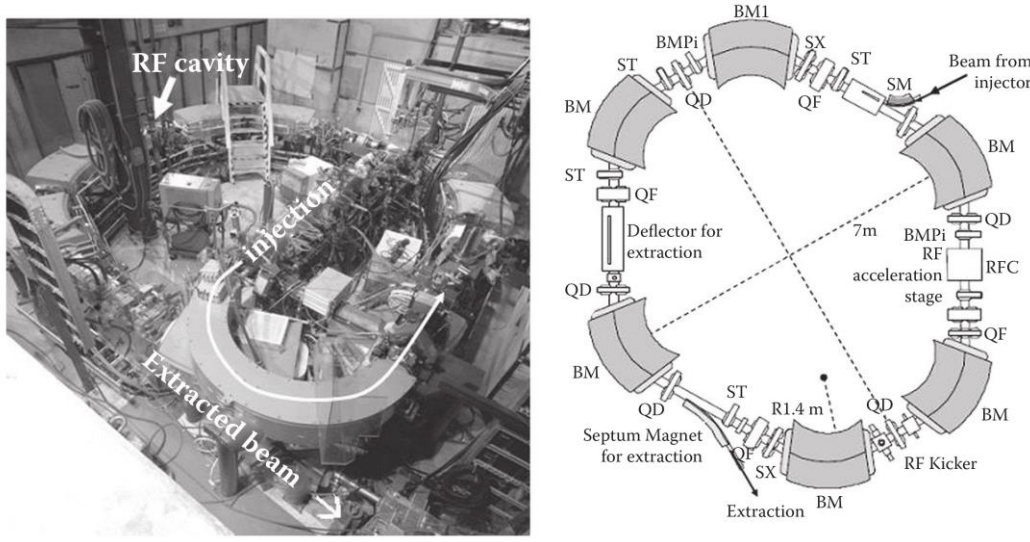 RF cavity
injection
Extracted beam
BM1
BMPi
SX
ST
ST
QD
QF
SM
Beam from
injector
BM
BM
ST
QF
QD
7m
BMPi
RF
acceleration
stage
RFC
Deflector for
extraction
QD
QF
BM
BM
QD
ST
R1.4 m
QD
Septum Magnet
for extraction
QF
SX
RF Kicker
BM
Extraction